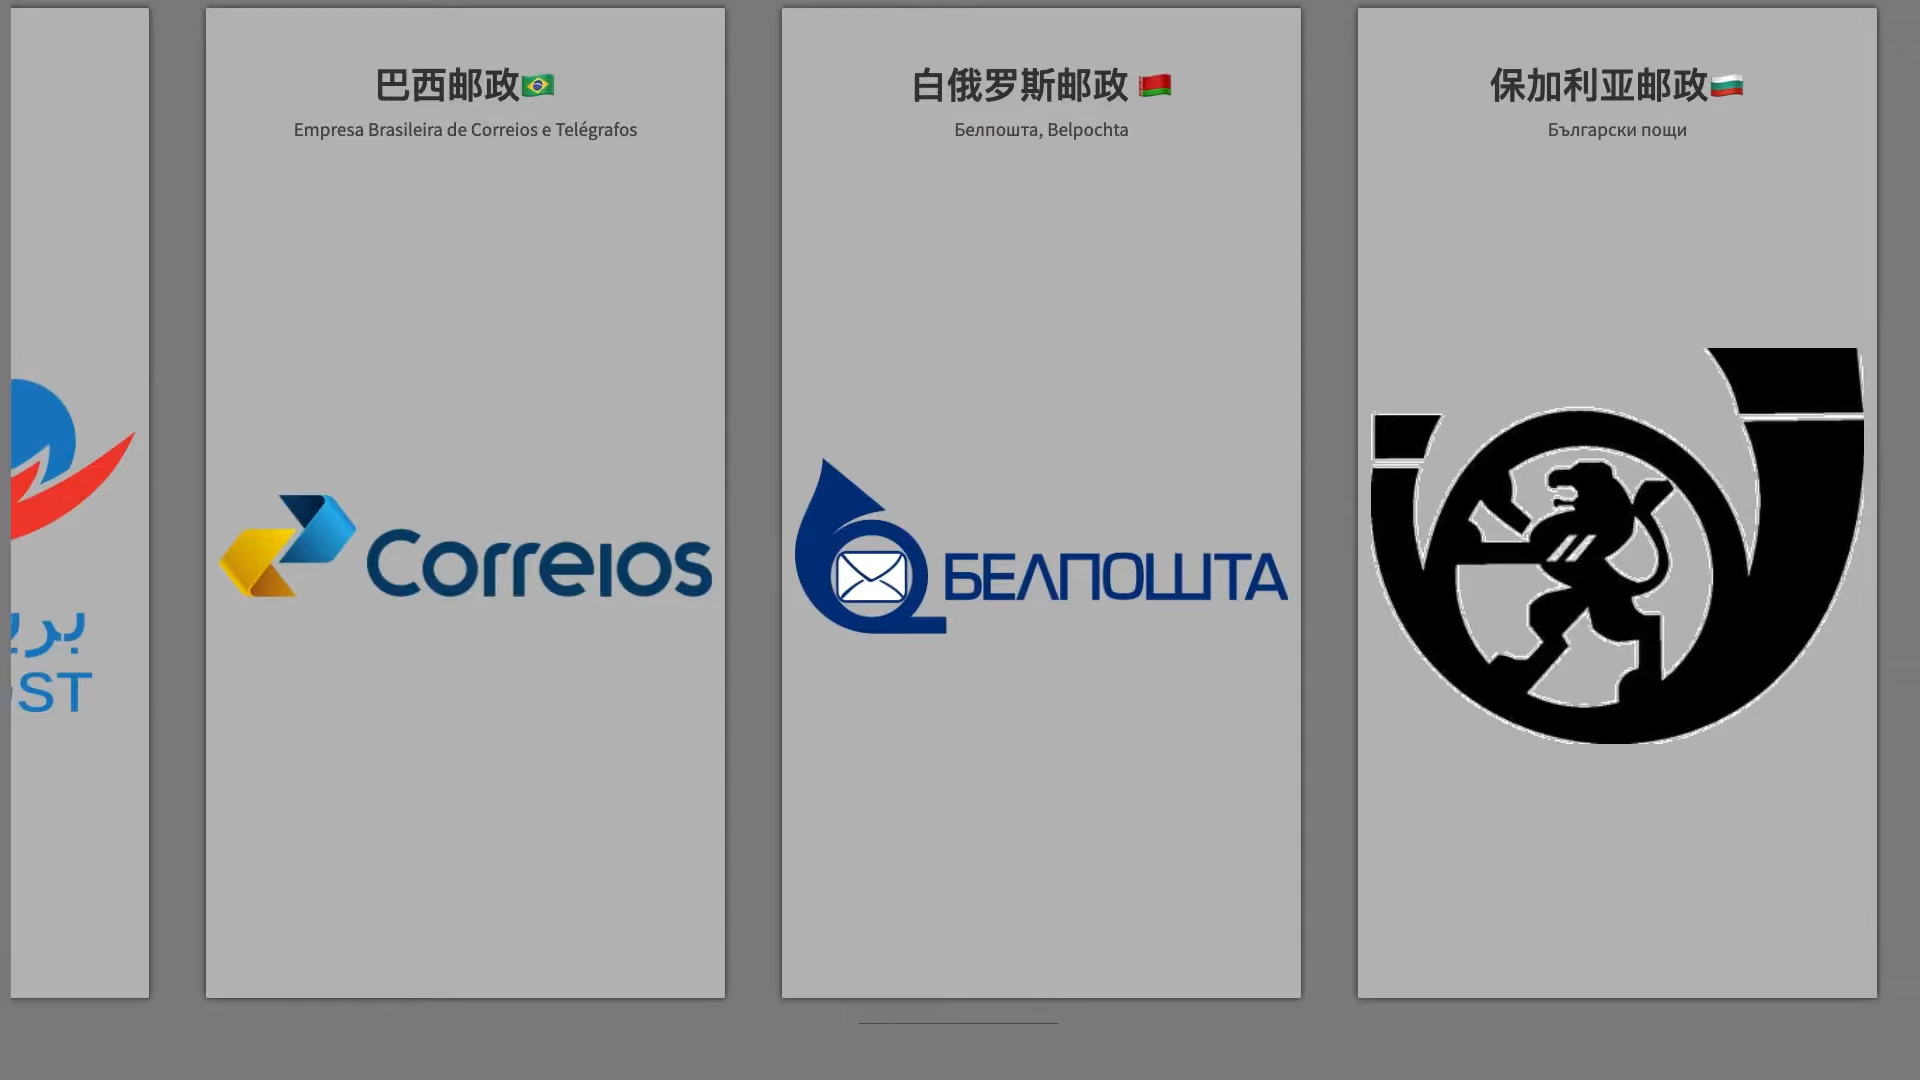 ST
巴西邮政
Empresa Brasileira de Correios e Telégrafos
Correios
白俄罗斯邮政
Белпошта, Belpochta
БЕЛПОШТА
保加利亚邮政
Български пощи